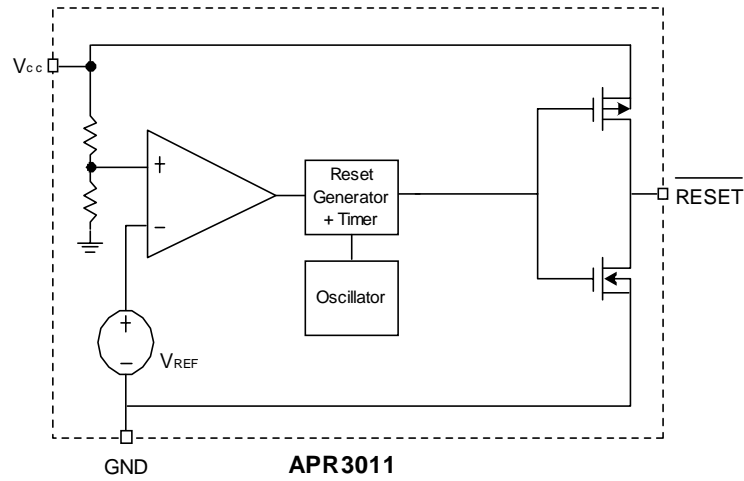 Vcc
+
−
Reset
Generator
+ Timer
RESET
Oscillator
+
−
VREF
GND
APR3011